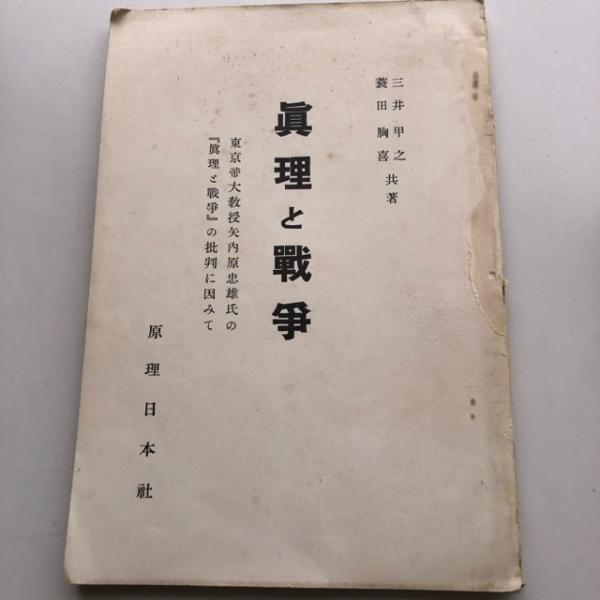 三井甲之
蓑田胸喜 共著
眞理と戰爭
東京帝大敎授矢內原忠雄氏の
『眞理と戰爭』の批判に因みて
原理日本社